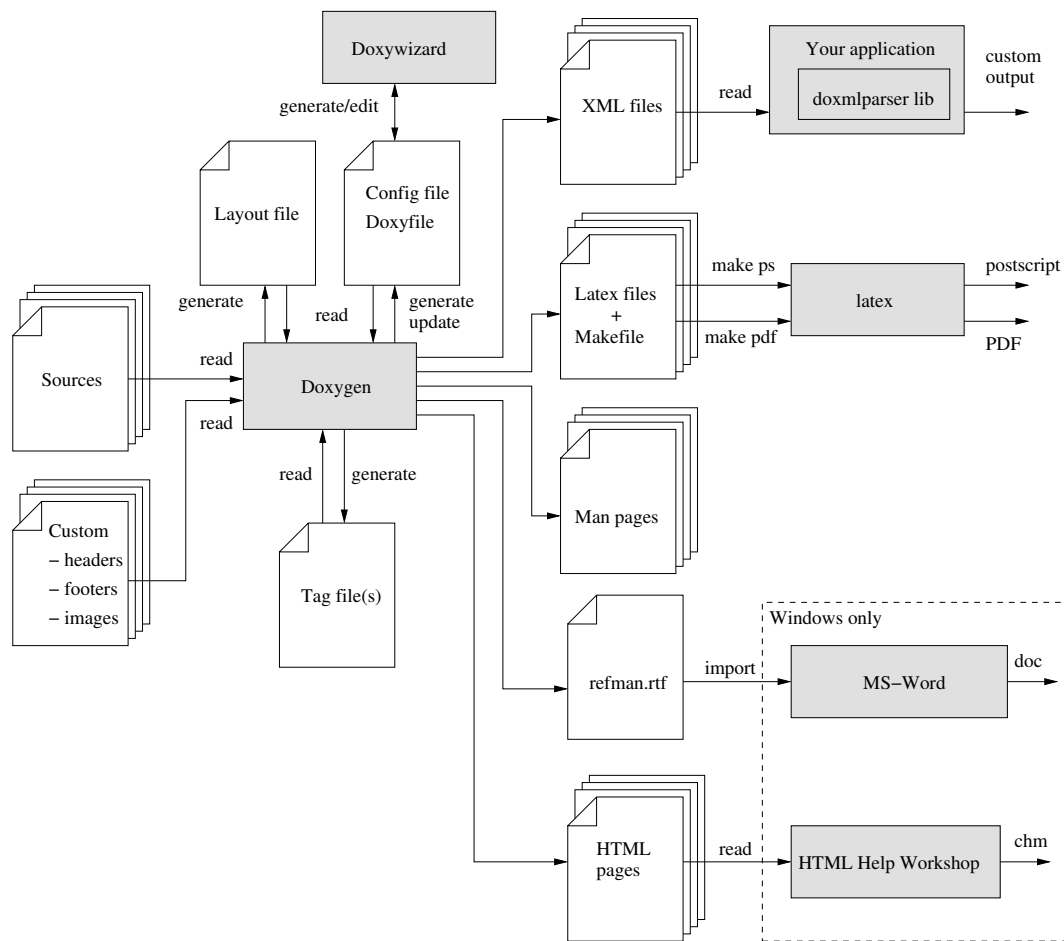 Doxywizard
Your application
doxmlparser lib
custom
output
generate/edit
XML files
read
Layout file
Config file
Doxyfile
generate
read
generate
update
Latex files
+
Makefile
make ps
make pdf
latex
postscript
PDF
Sources
read
read
Doxygen
read
generate
Custom
– headers
– footers
– images
Tag file(s)
Man pages
Windows only
refman.rtf
import
MS–Word
doc
HTML
pages
read
HTML Help Workshop
chm